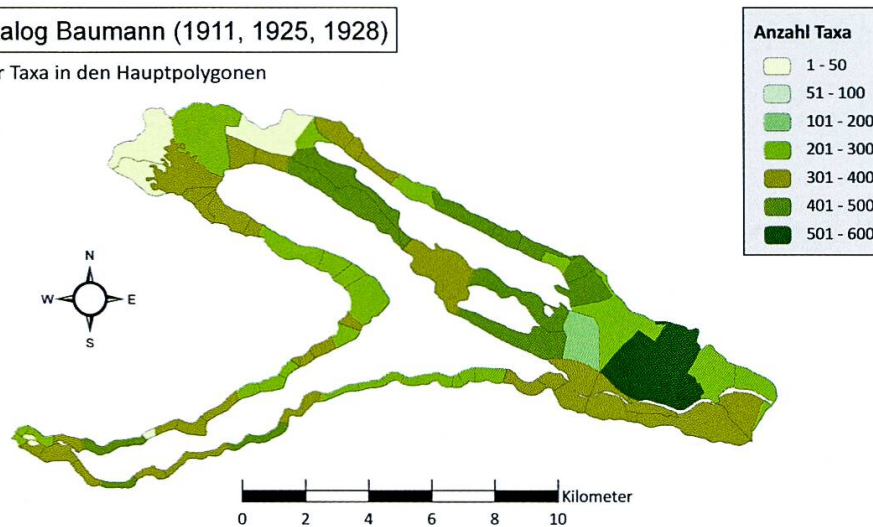 alog Baumann (1911, 1925, 1928)
r Taxa in den Hauptpolygonen
Anzahl Taxa
1 - 50
51 - 100
101 - 200
201 - 300
301 - 400
401 - 500
501 - 600
N
W E
S
Kilometer
0 2 4 6 8 10